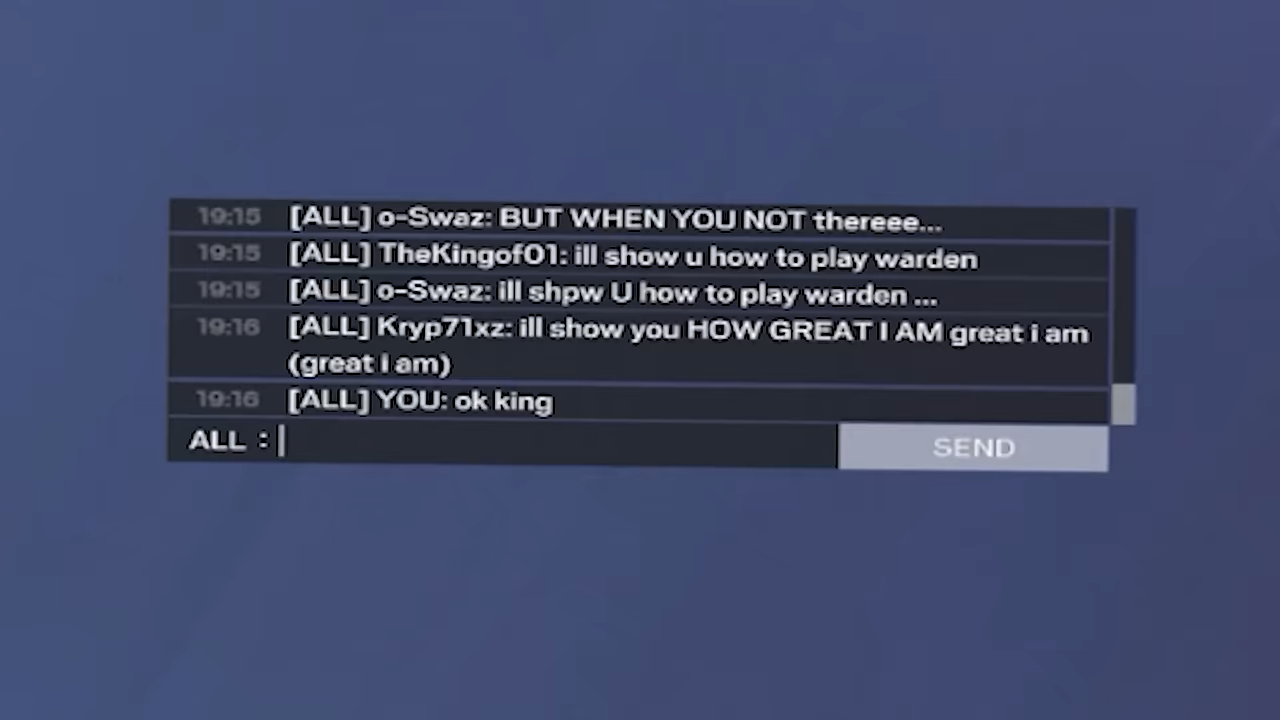 19:15 [ALL] o-Swaz: BUT WHEN YOU NOT thereee...
19:15 [ALL] TheKingof01: ill show u how to play warden
19:15 [ALL] o-Swaz: ill shpw U how to play warden ...
19:16 [ALL] Kryp71xz: ill show you HOW GREAT I AM great i am
(great i am)
19:16 [ALL] YOU: ok king
ALL : SEND